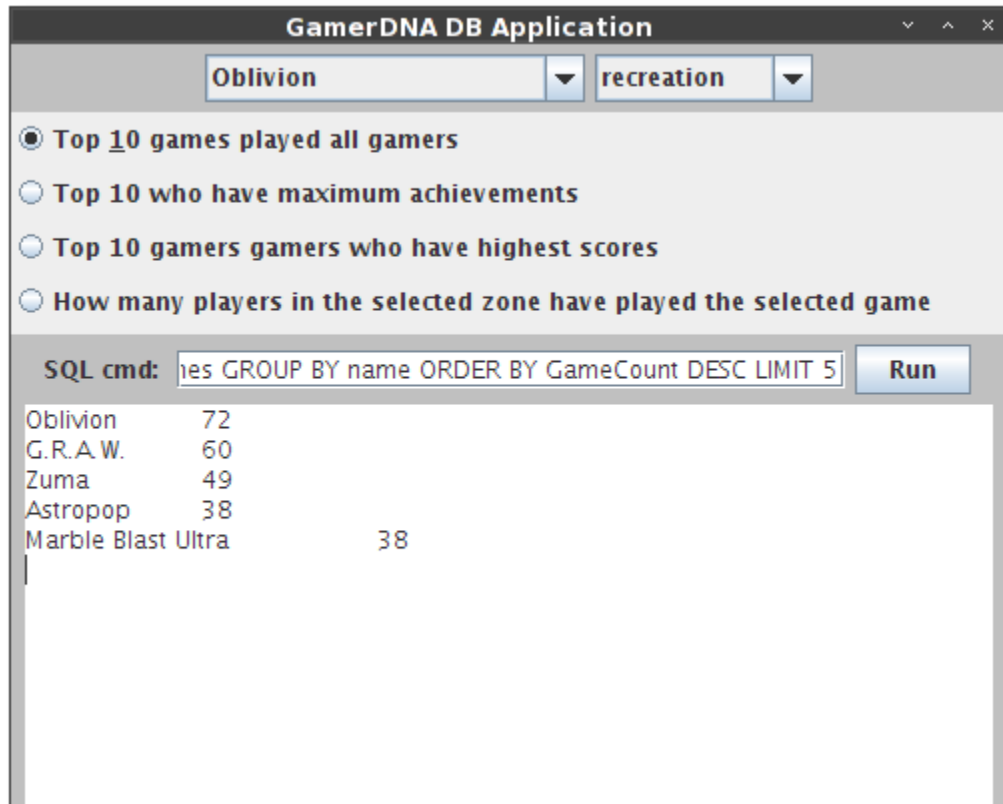 GamerDNA DB Application
Oblivion recreation
Top 10 games played all gamers
Top 10 who have maximum achievements
Top 10 gamers gamers who have highest scores
How many players in the selected zone have played the selected game
SQL cmd: nes GROUP BY name ORDER BY GameCount DESC LIMIT 5 Run
Oblivion 72
G.R.A.W. 60
Zuma 49
Astropop 38
Marble Blast Ultra 38